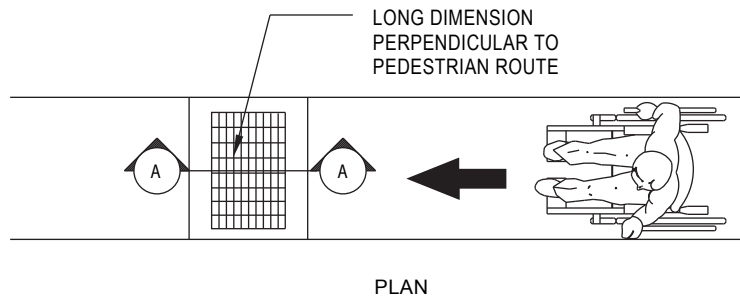 LONG DIMENSION
PERPENDICULAR TO
PEDESTRIAN ROUTE
A
A
PLAN